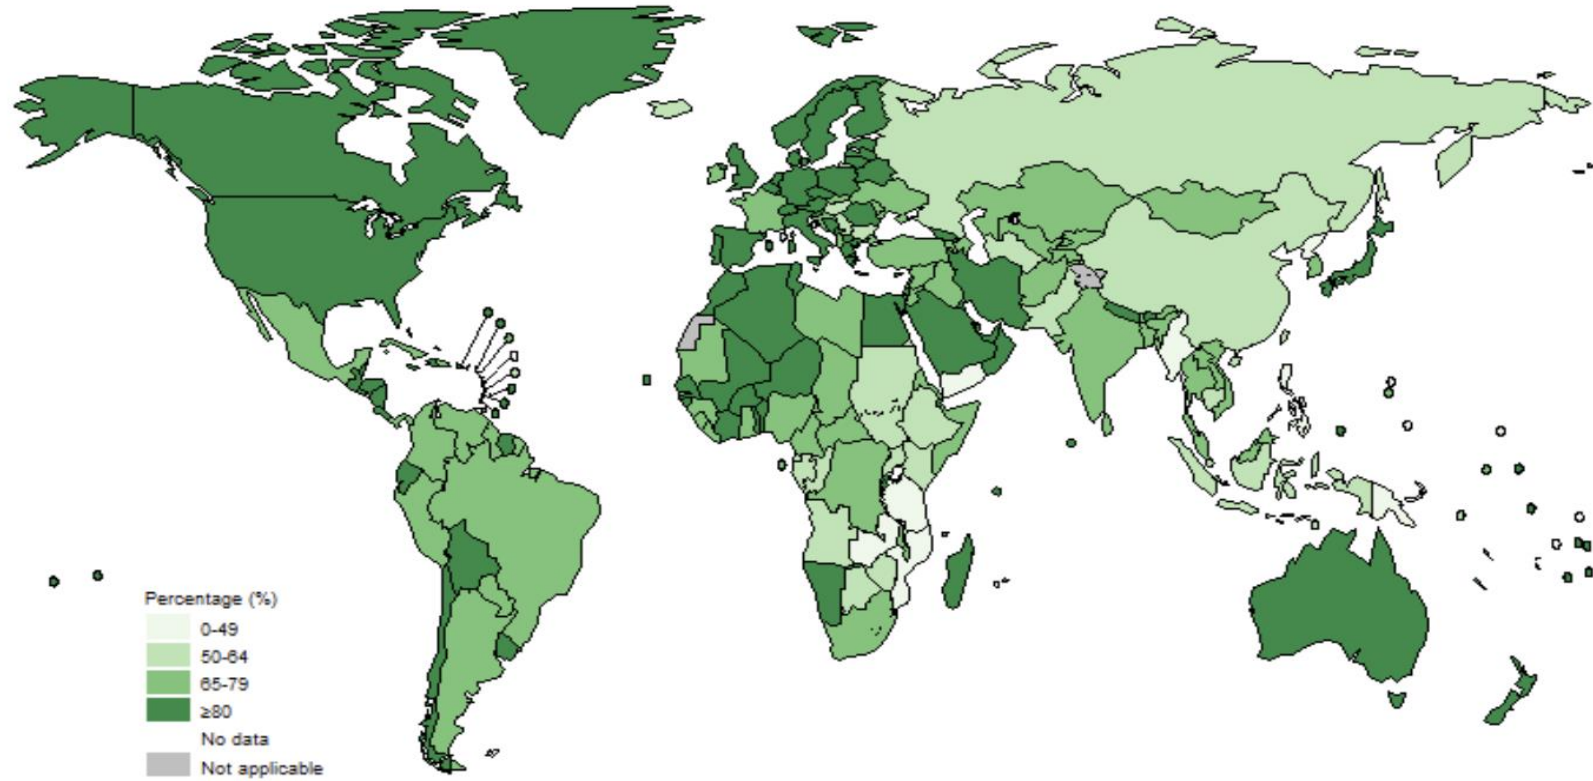 Percentage (%)
0-49
50-64
65-79
≥80
No data
Not applicable